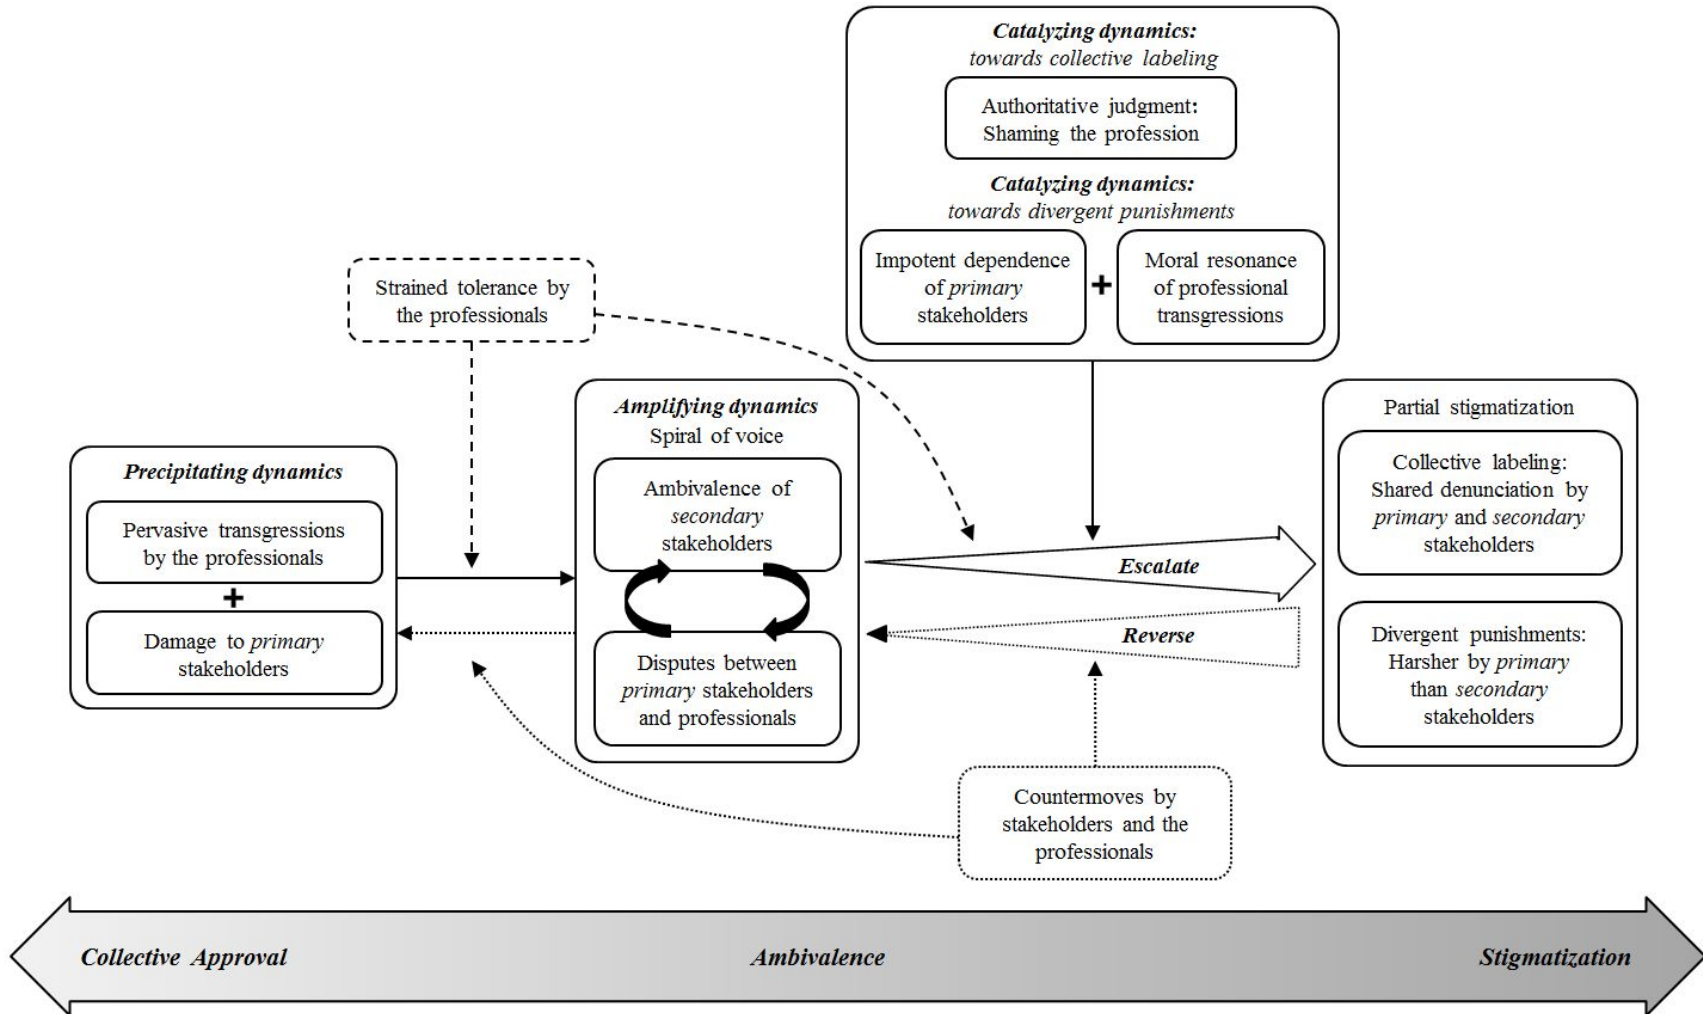 Catalyzing dynamics:
towards collective labeling
Authoritative judgment:
Shaming the profession
Catalyzing dynamics:
towards divergent punishments
Impotent dependence
of primary
stakeholders
+
Moral resonance
of professional
transgressions
Strained tolerance by
the professionals
Precipitating dynamics
Pervasive transgressions
by the professionals
+
Damage to primary
stakeholders
Amplifying dynamics
Spiral of voice
Ambivalence of
secondary
stakeholders
Disputes between
primary stakeholders
and professionals
Escalate
Reverse
Partial stigmatization
Collective labeling:
Shared denunciation by
primary and secondary
stakeholders
Divergent punishments:
Harsher by primary
than secondary
stakeholders
Countermoves by
stakeholders and the
professionals
Collective Approval
Ambivalence
Stigmatization